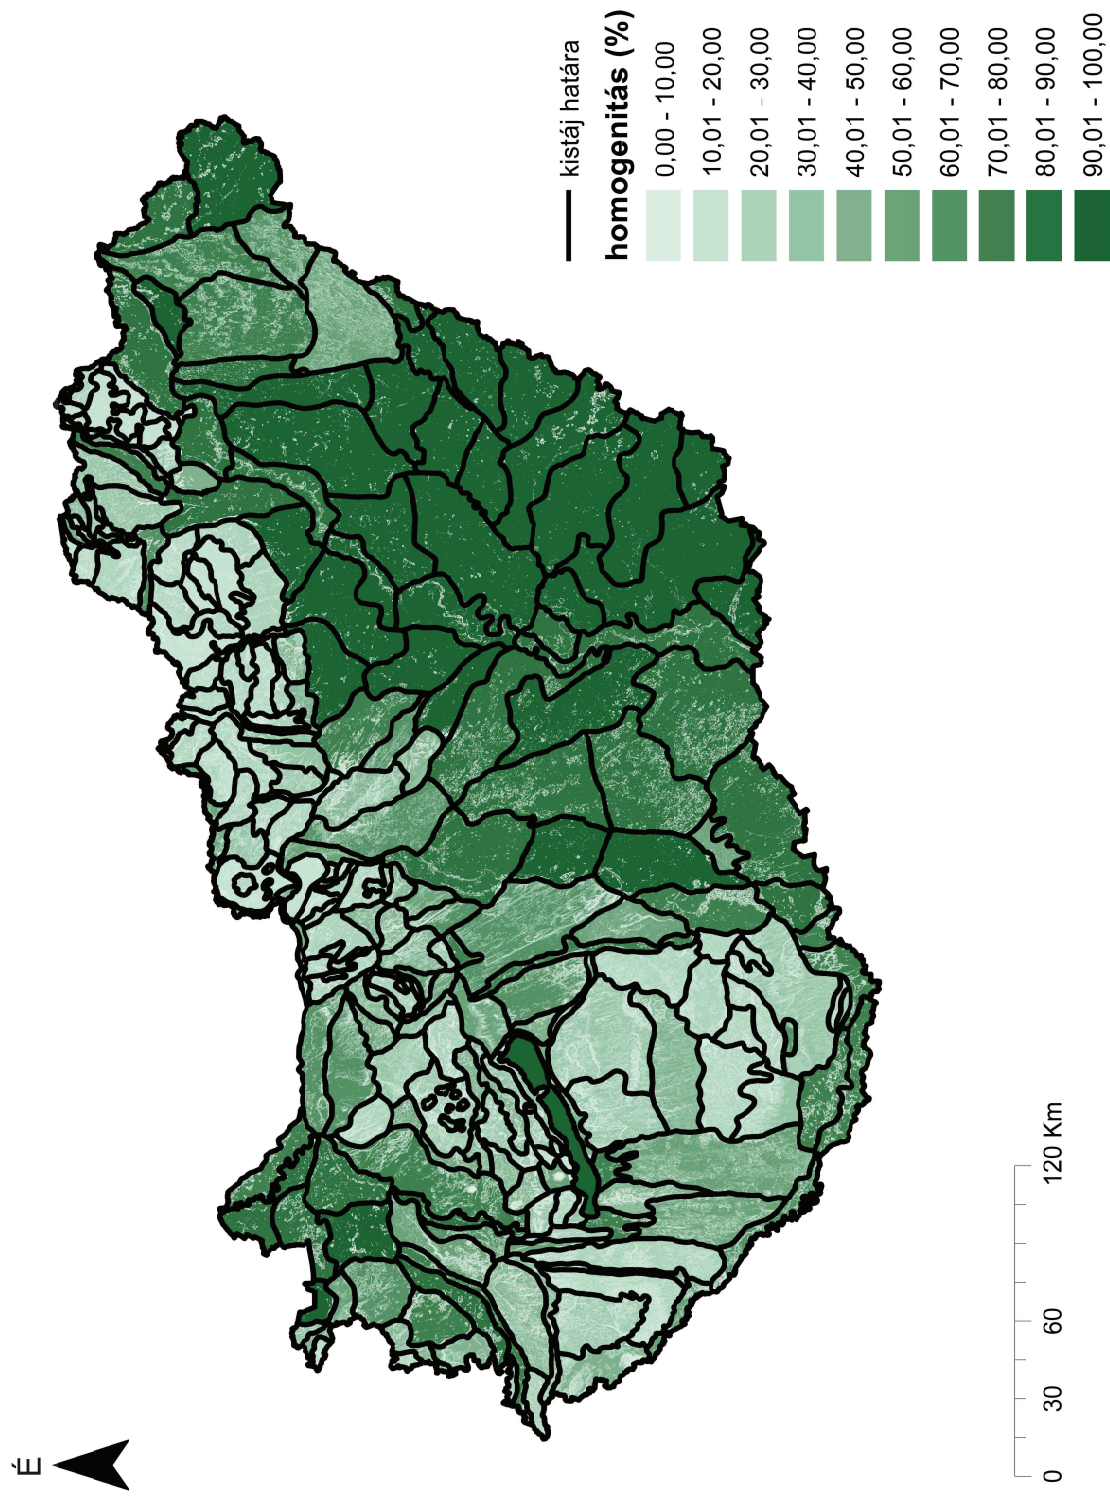 É
kistáj határa
homogenitás (%)
0,00 - 10,00
10,01 - 20,00
20,01 - 30,00
30,01 - 40,00
40,01 - 50,00
50,01 - 60,00
60,01 - 70,00
70,01 - 80,00
80,01 - 90,00
90,01 - 100,00
0 30 60 120 Km